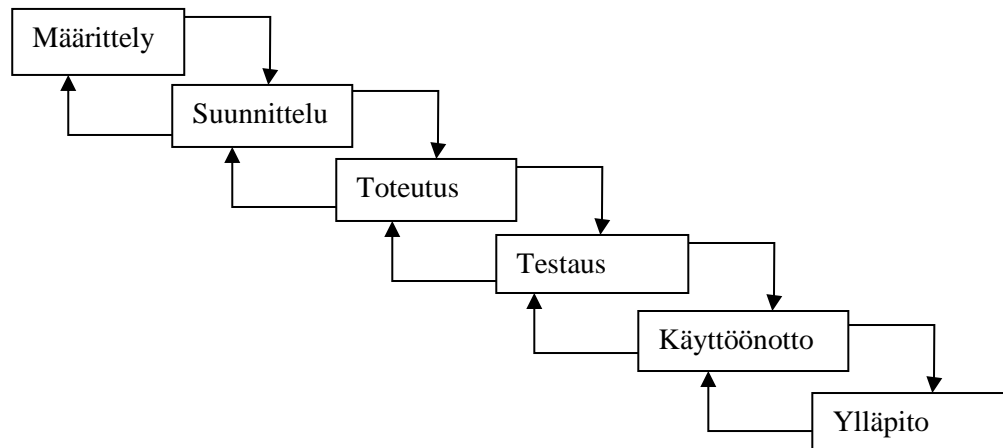 Määrittely
Suunnittelu
Toteutus
Testaus
Käyttöönotto
Ylläpito